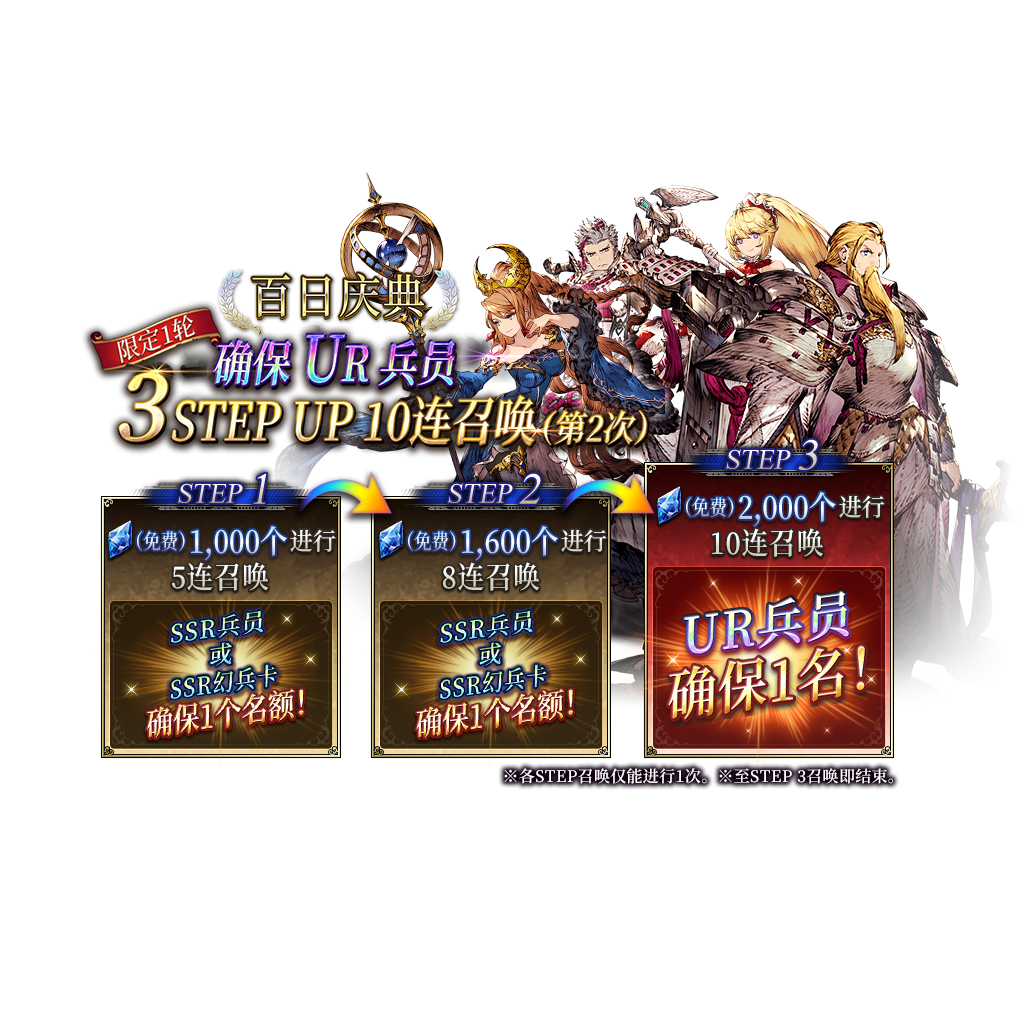 百日庆典
限定1轮
确保 UR 兵员
3 STEP UP 10连召唤(第2次)
STEP 1
(免费)1,000个进行
5连召唤
SSR兵员
或
SSR幻兵卡
确保1个名额!
STEP 2
(免费)1,600个进行
8连召唤
SSR兵员
或
SSR幻兵卡
确保1个名额!
STEP 3
(免费)2,000个进行
10连召唤
UR兵员
确保1名!
※各STEP召唤仅能进行1次。※至STEP 3召唤即结束。